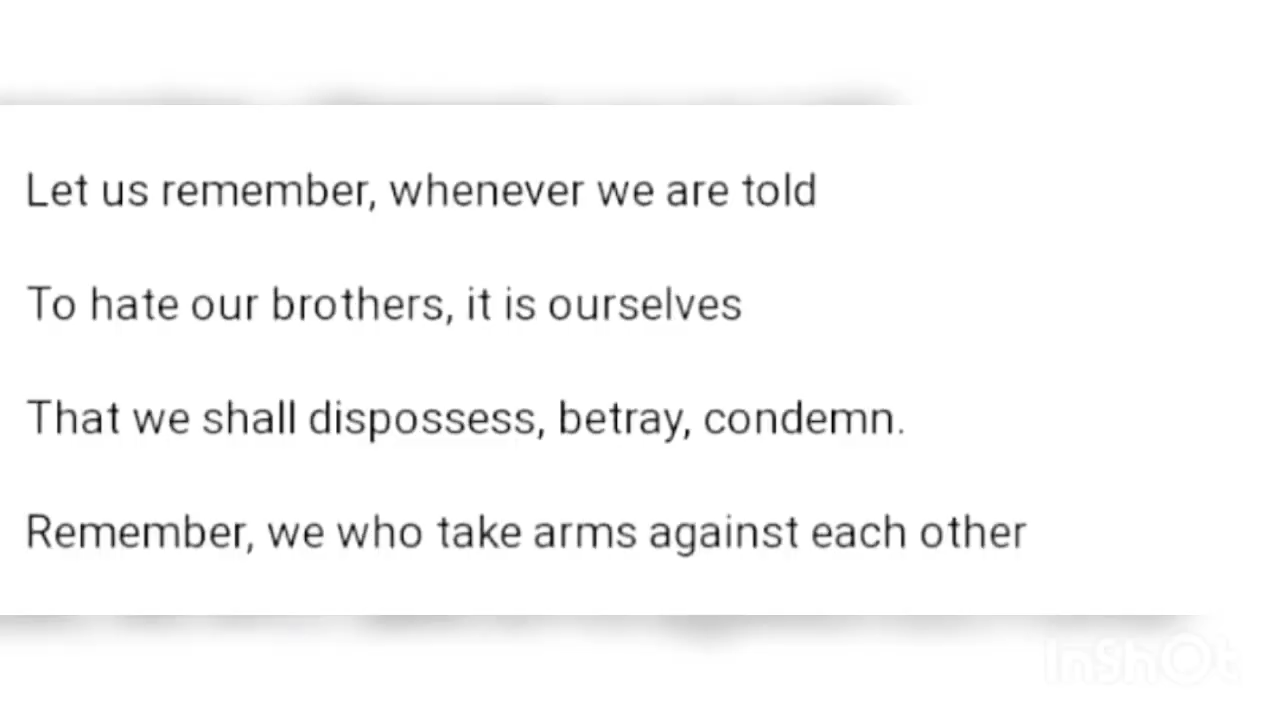 Let us remember, whenever we are told
To hate our brothers, it is ourselves
That we shall dispossess, betray, condemn.
Remember, we who take arms against each other
InShOt